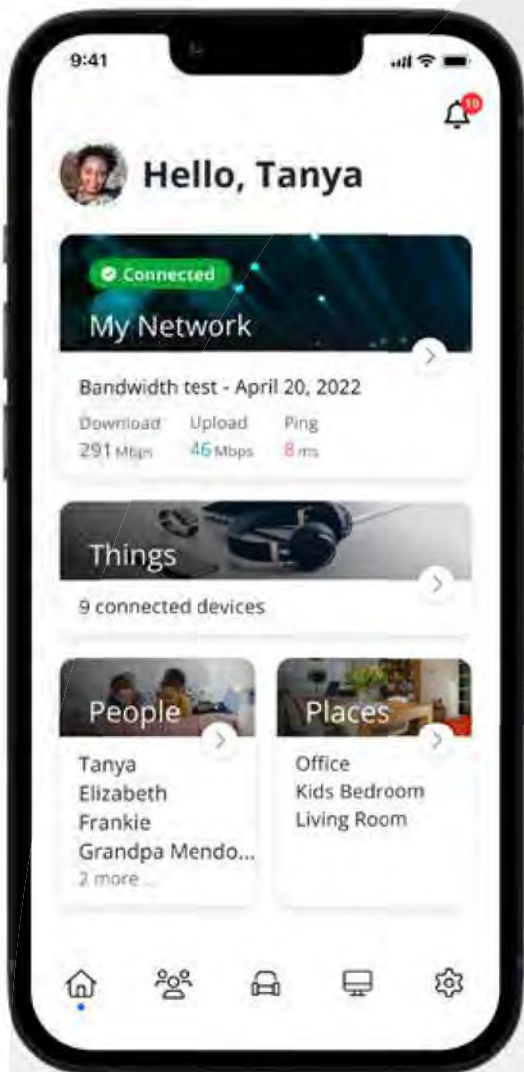 9:41
10
Hello, Tanya
Connected
My Network
Bandwidth test - April 20, 2022
Download Upload Ping
291 Mbps 46 Mbps 8 ms
Things
9 connected devices
People
Tanya
Elizabeth
Frankie
Grandpa Mendo...
2 more ...
Places
Office
Kids Bedroom
Living Room